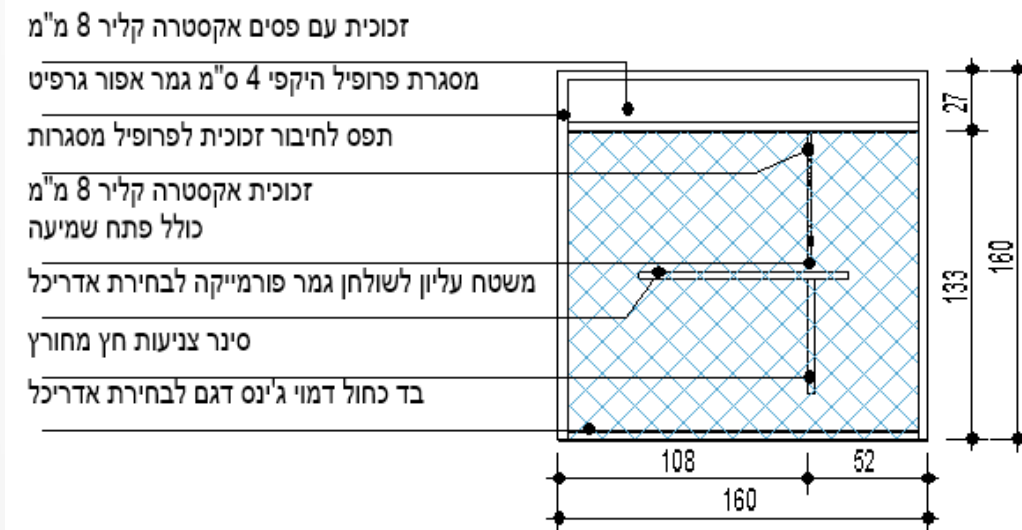 זכוכית עם פסים אקסטרה קליר 8 מ"מ
מסגרת פרופיל היקפי 4 ס"מ גמר אפור גרפיט
תפס לחיבור זכוכית לפרופיל מסגרות
זכוכית אקסטרה קליר 8 מ"מ
כולל פתח שמיעה
משטח עליון לשולחן גמר פורמייקה לבחירת אדריכל
סינר צניעות חץ מחורץ
בד כחול דמוי ג'ינס דגם לבחירת אדריכל
27
133
160
108
52
160